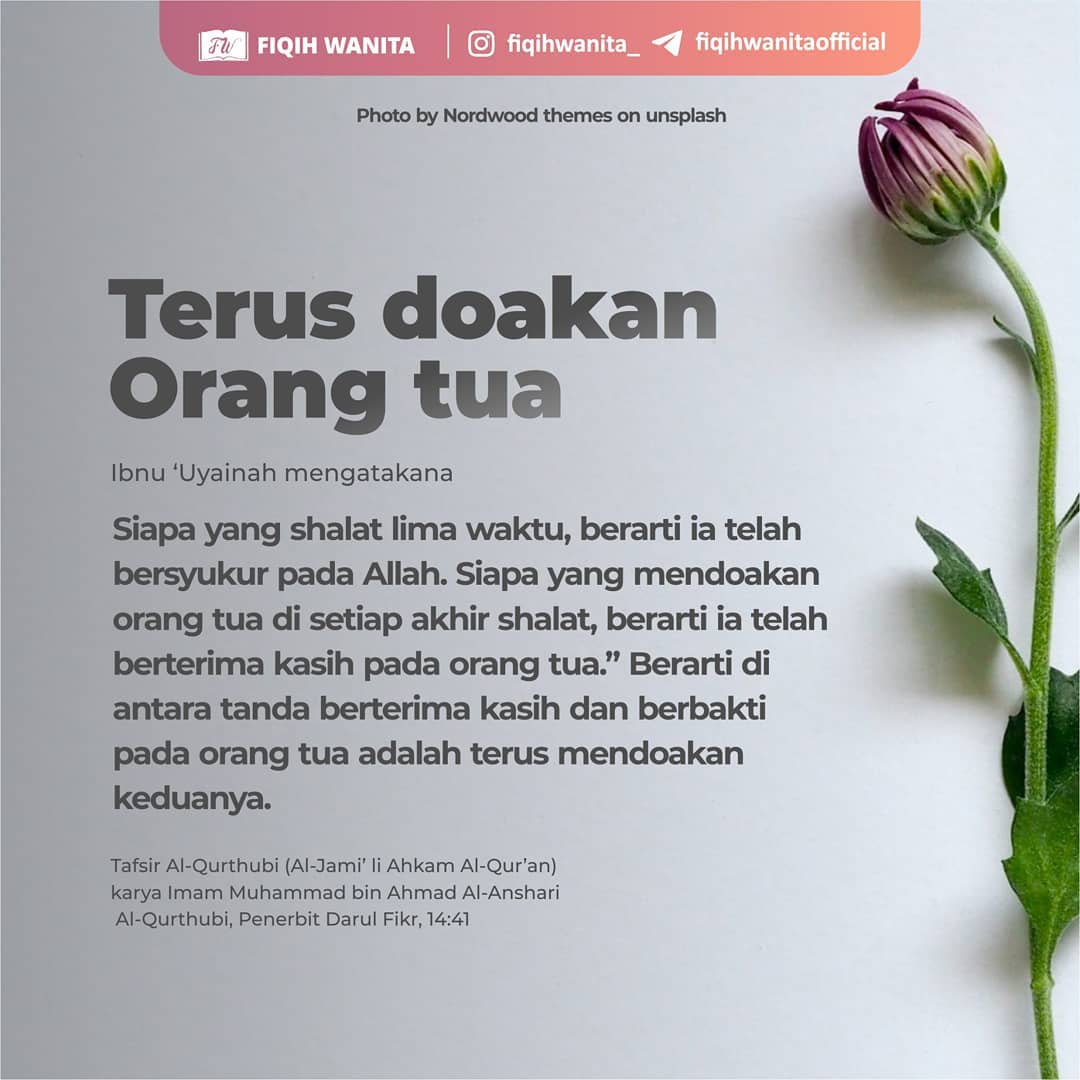 FW FIQIH WANITA | fiqihwanita_ fiqihwanitaofficial
Photo by Nordwood themes on unsplash
Terus doakan
Orang tua
Ibnu ‘Uyainah mengatakana
Siapa yang shalat lima waktu, berarti ia telah
bersyukur pada Allah. Siapa yang mendoakan
orang tua di setiap akhir shalat, berarti ia telah
berterima kasih pada orang tua.” Berarti di
antara tanda berterima kasih dan berbakti
pada orang tua adalah terus mendoakan
keduanya.
Tafsir Al-Qurthubi (Al-Jami’ li Ahkam Al-Qur’an)
karya Imam Muhammad bin Ahmad Al-Anshari
Al-Qurthubi, Penerbit Darul Fikr, 14:41